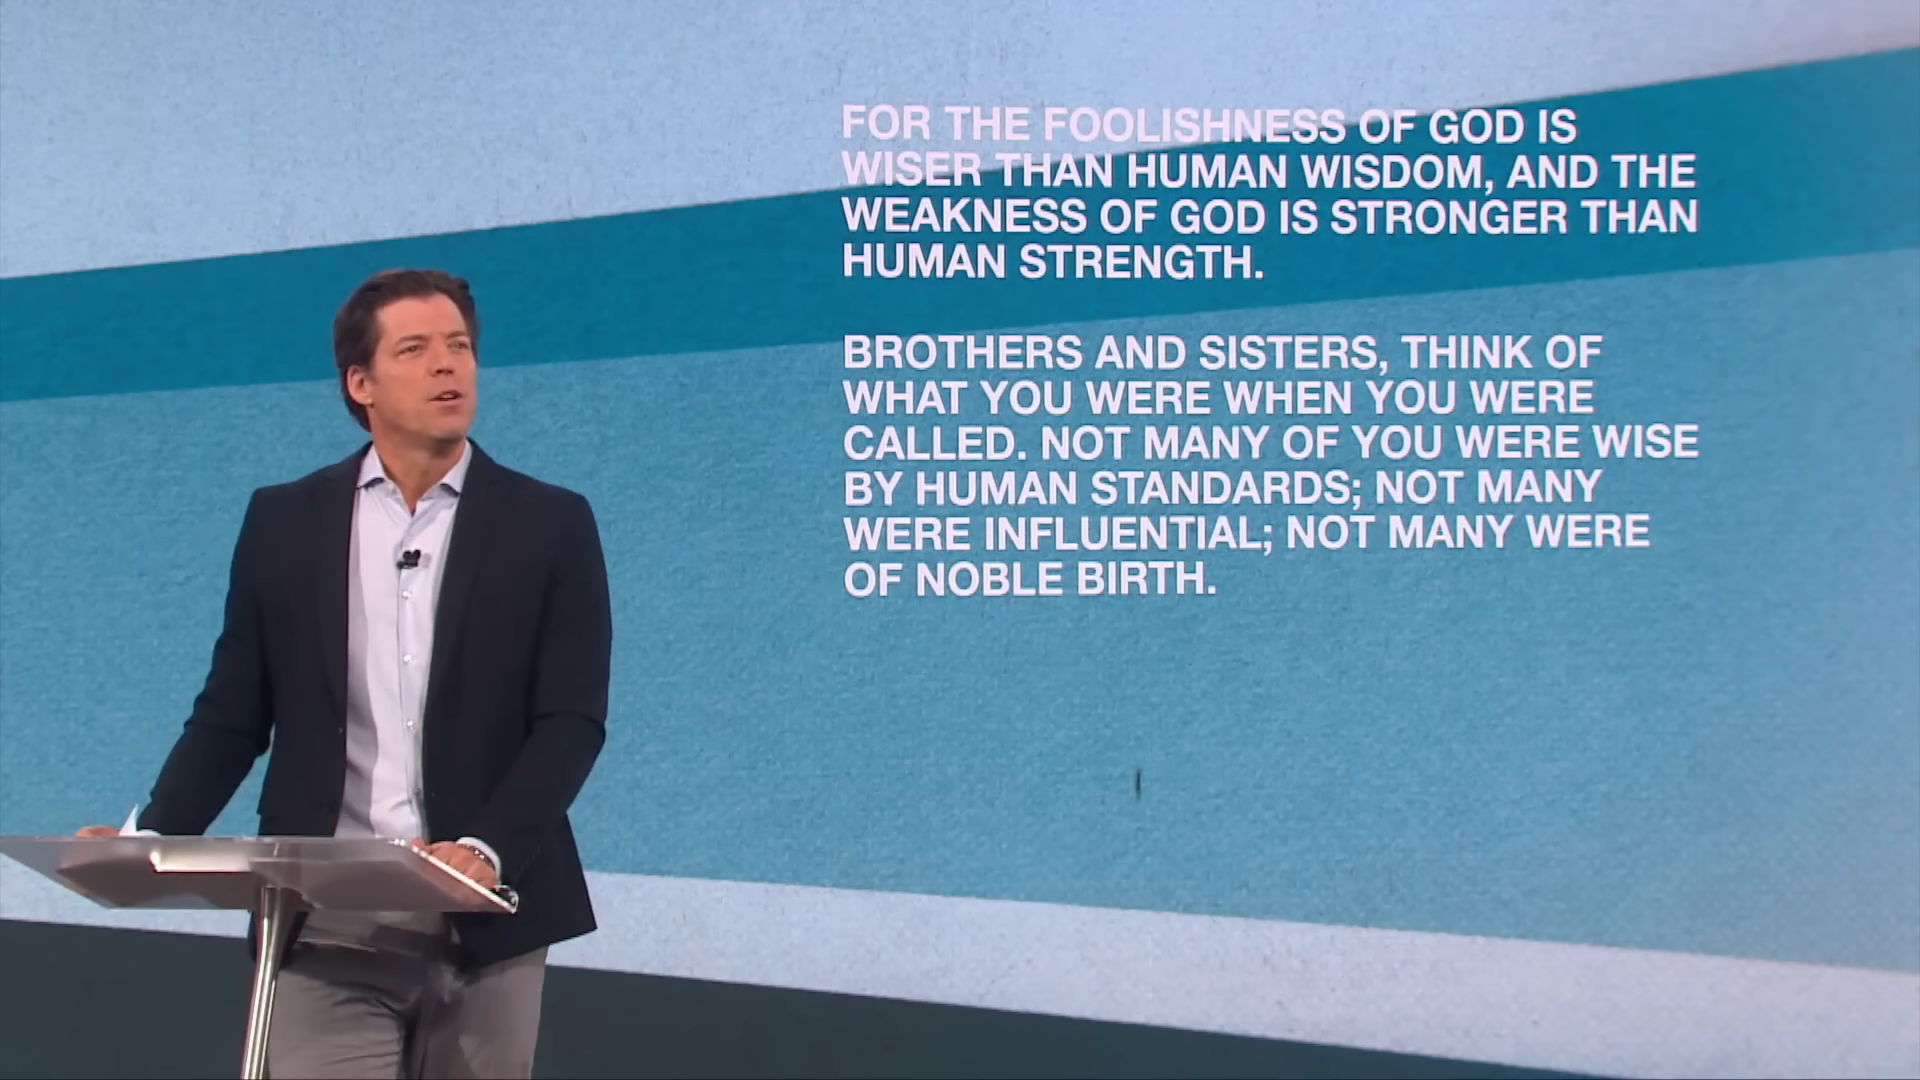 FOR THE FOOLISHNESS OF GOD IS
WISER THAN HUMAN WISDOM, AND THE
WEAKNESS OF GOD IS STRONGER THAN
HUMAN STRENGTH.
BROTHERS AND SISTERS, THINK OF
WHAT YOU WERE WHEN YOU WERE
CALLED. NOT MANY OF YOU WERE WISE
BY HUMAN STANDARDS; NOT MANY
WERE INFLUENTIAL; NOT MANY WERE
OF NOBLE BIRTH.